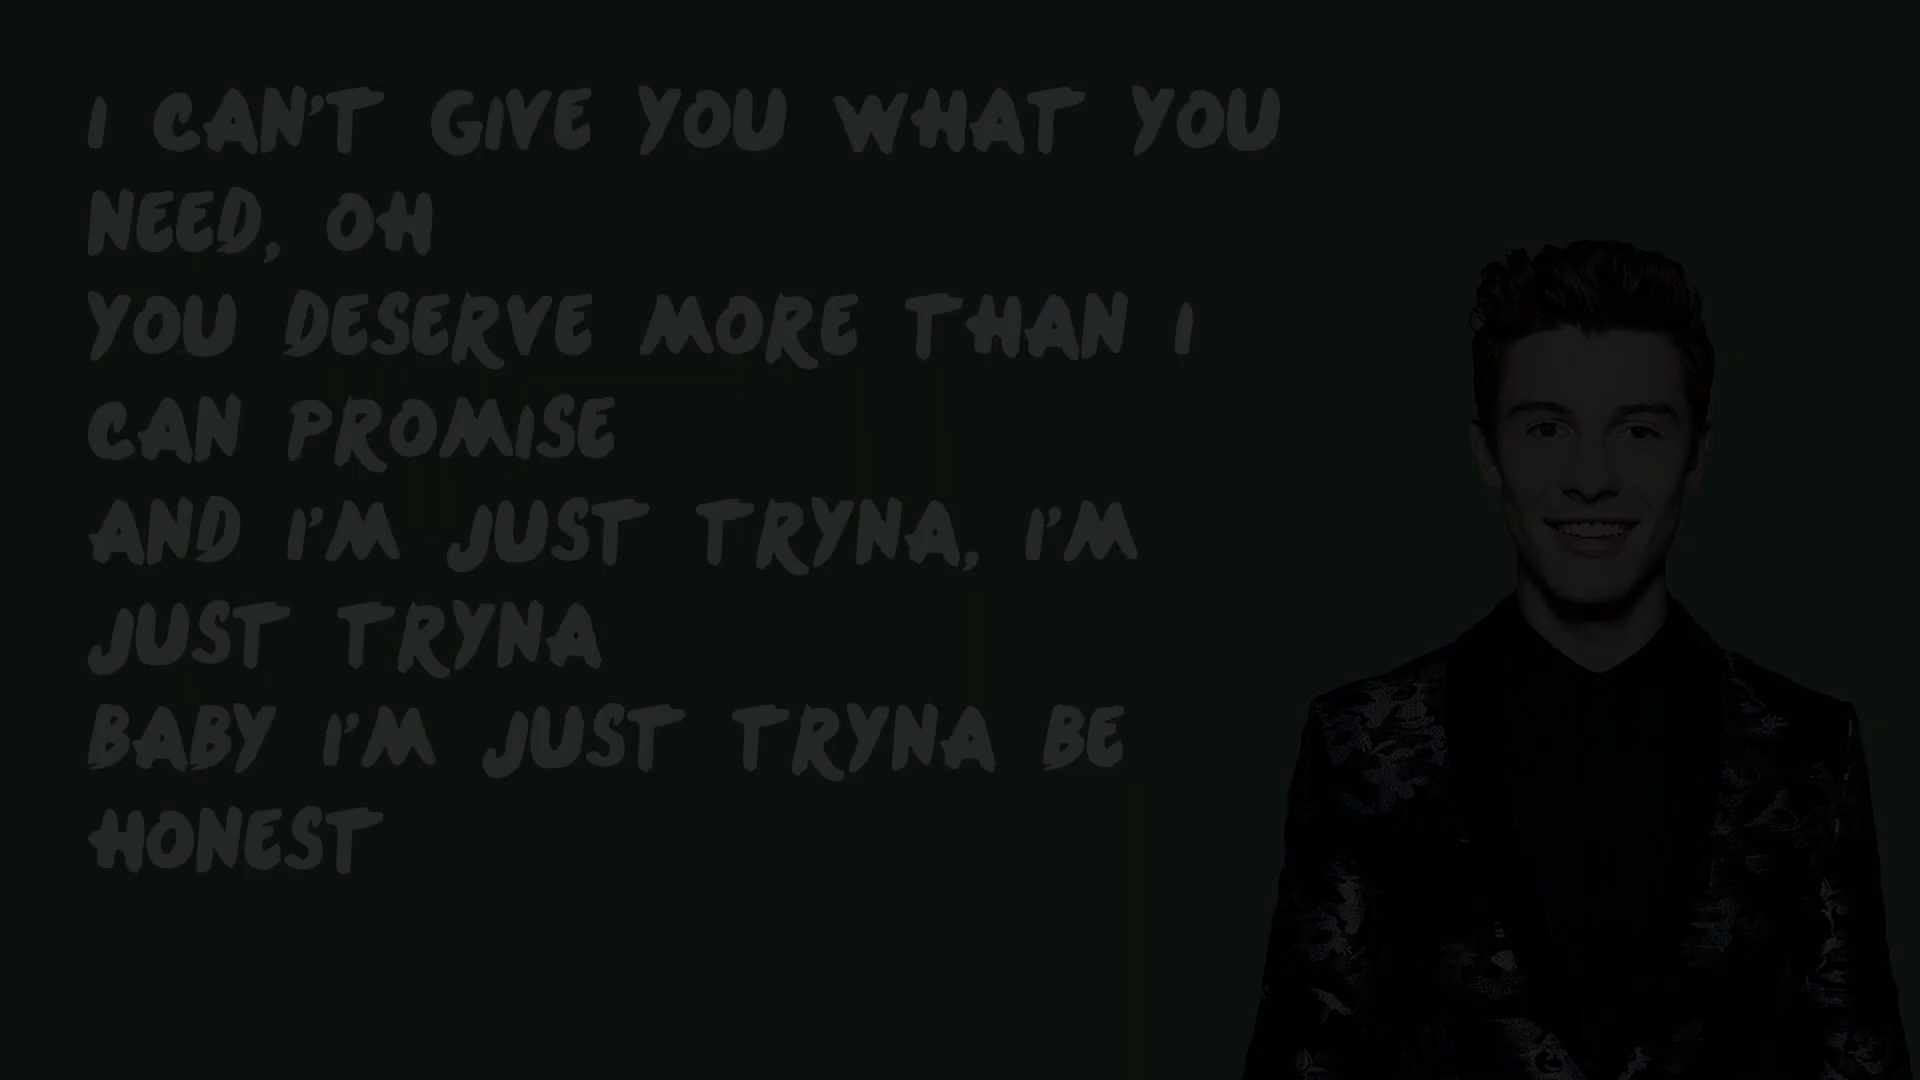 I CAN'T GIVE YOU WHAT YOU
NEED, OH
YOU DESERVE MORE THAN I
CAN PROMISE
AND I'M JUST TRYNA, I'M
JUST TRYNA
BABY I'M JUST TRYNA BE
HONEST